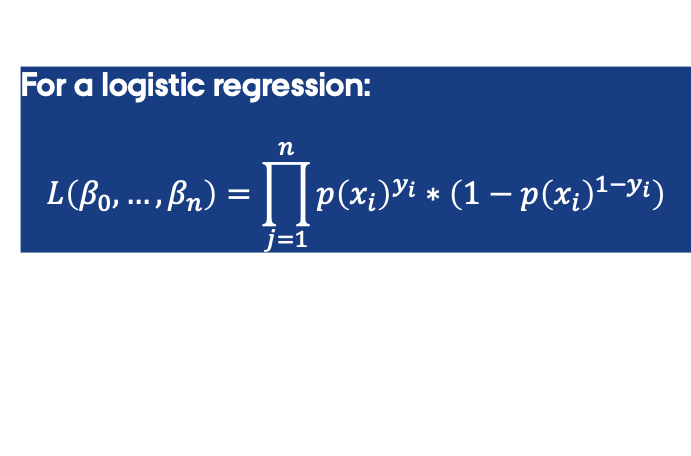 For a logistic regression:
n
L(β₀, … , βₙ) = ∏ p(xᵢ)^yᵢ * (1 − p(xᵢ)^1−yᵢ)
j=1